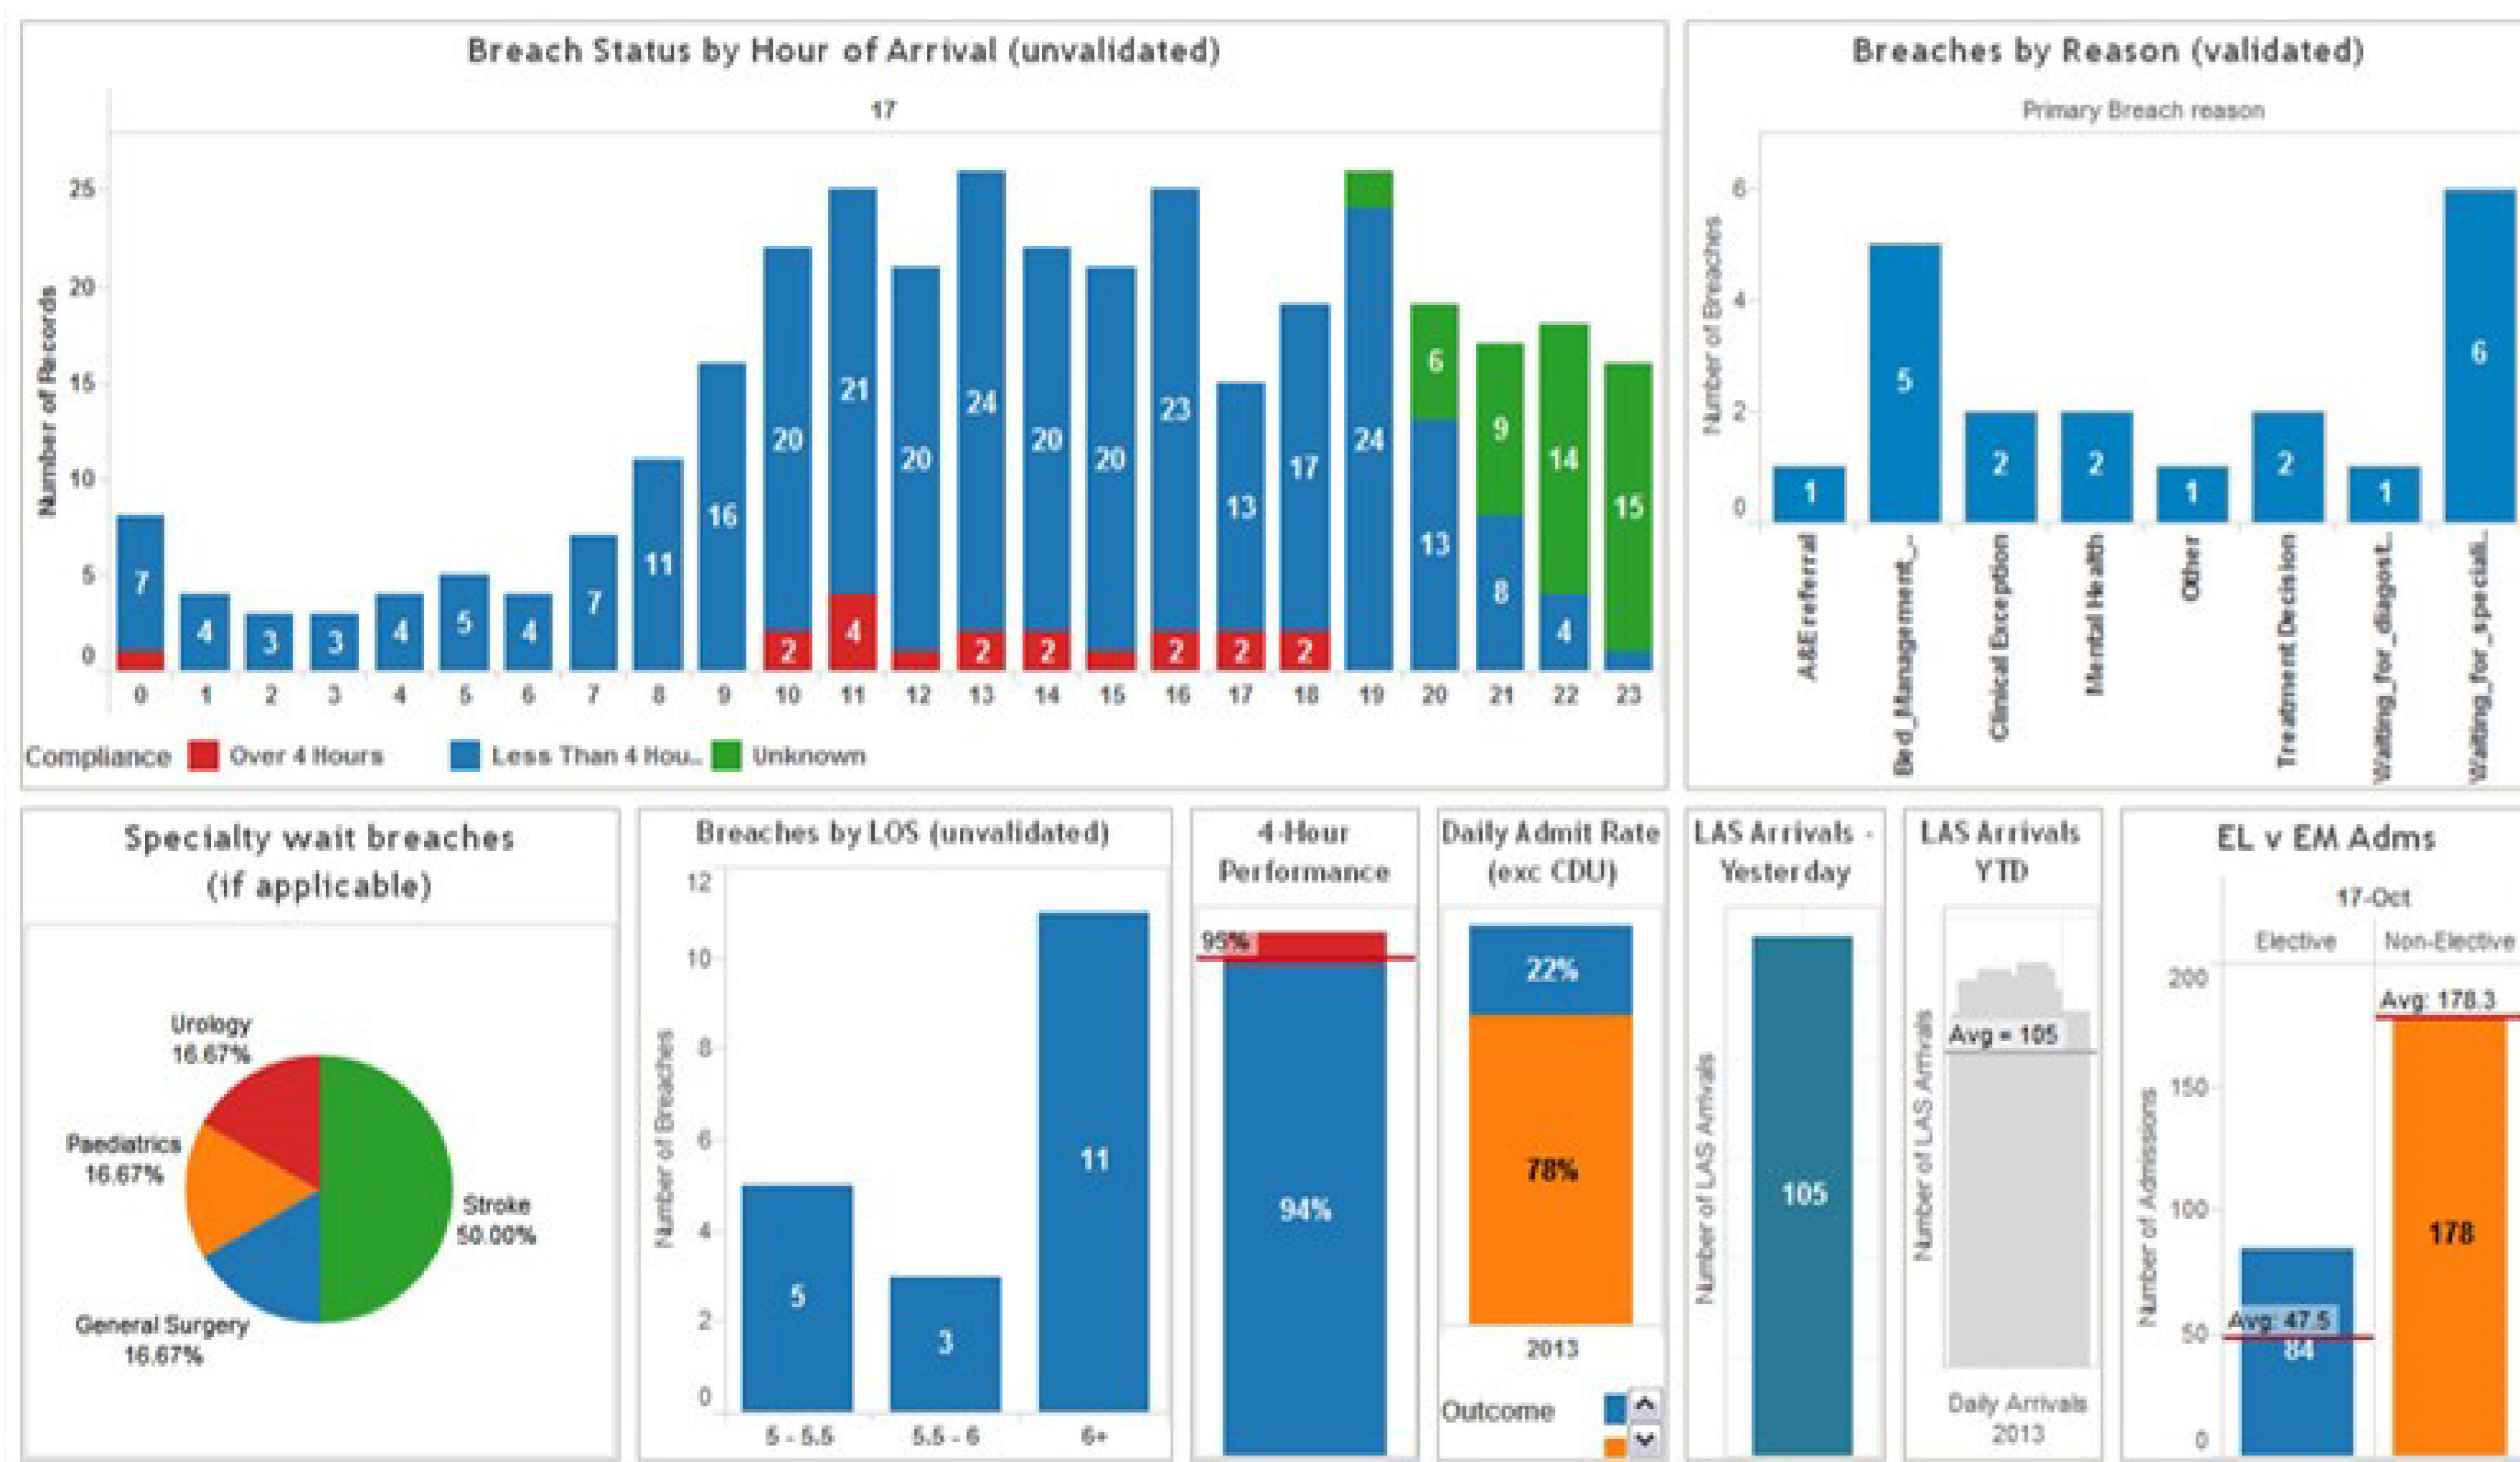 Breach Status by Hour of Arrival (unvalidated)
17
Number of Records
25
20
15
10
5
0
7 4 3 3 4 5 4 7 11 16 20 21 20 24 20 20 23 13 17 24 13 8 4
2 4 2 2 2 2 2
6 9 14 15
0 1 2 3 4 5 6 7 8 9 10 11 12 13 14 15 16 17 18 19 20 21 22 23
Compliance Over 4 Hours Less Than 4 Hou.. Unknown
Breaches by Reason (validated)
Primary Breach reason
Number of Breaches
6
4
2
0
1 5 2 2 1 2 1 6
A&E referral
Bed_Management_..
Clinical Exception
Mental Health
Other
Treatment Decision
Waiting_for_diagost..
Waiting_for_speciali..
Specialty wait breaches
(if applicable)
Urology
16.67%
Paediatrics
16.67%
Stroke
50.00%
General Surgery
16.67%
Breaches by LOS (unvalidated)
Number of Breaches
12
10
8
6
4
2
0
5 3 11
5 - 5.5 5.5 - 6 6+
4-Hour
Performance
95%
94%
Daily Admit Rate
(exc CDU)
22%
78%
2013
Outcome
LAS Arrivals -
Yesterday
Number of LAS Arrivals
105
LAS Arrivals
YTD
Number of LAS Arrivals
Avg = 105
Daily Arrivals
2013
EL v EM Adms
17-Oct
Elective Non-Elective
Number of Admissions
200
150
100
50
0
Avg: 178.3
178
Avg: 47.5
84